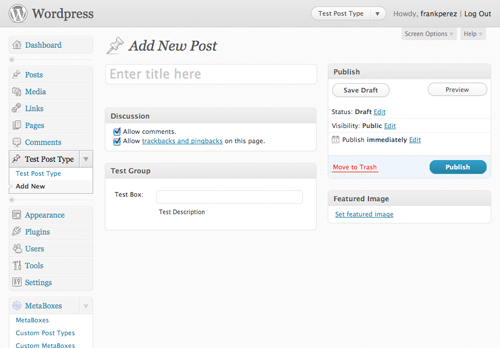 Wordpress
Test Post Type
Howdy, frankperez | Log Out
Screen Options
Help
Dashboard
Posts
Media
Links
Pages
Comments
Test Post Type
Test Post Type
Add New
Appearance
Plugins
Users
Tools
Settings
MetaBoxes
MetaBoxes
Custom Post Types
Custom MetaBoxes
Add New Post
Enter title here
Discussion
Allow comments.
Allow trackbacks and pingbacks on this page.
Test Group
Test Box:
Test Description
Publish
Save Draft
Preview
Status: Draft Edit
Visibility: Public Edit
Publish immediately Edit
Move to Trash
Publish
Featured Image
Set featured image